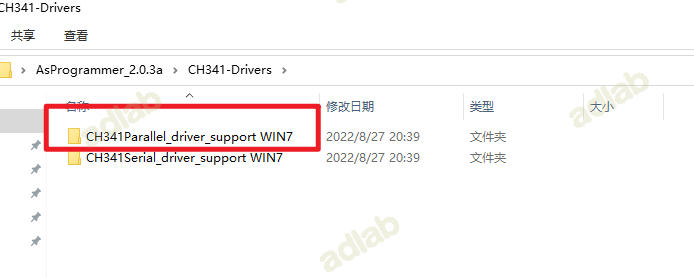 CH341-Drivers
共享 查看
AsProgrammer_2.0.3a > CH341-Drivers >
名称 修改日期 类型 大小
CH341Parallel_driver_support WIN7 2022/8/27 20:39 文件夹
CH341Serial_driver_support WIN7 2022/8/27 20:39 文件夹
adlab
adlab
adlab